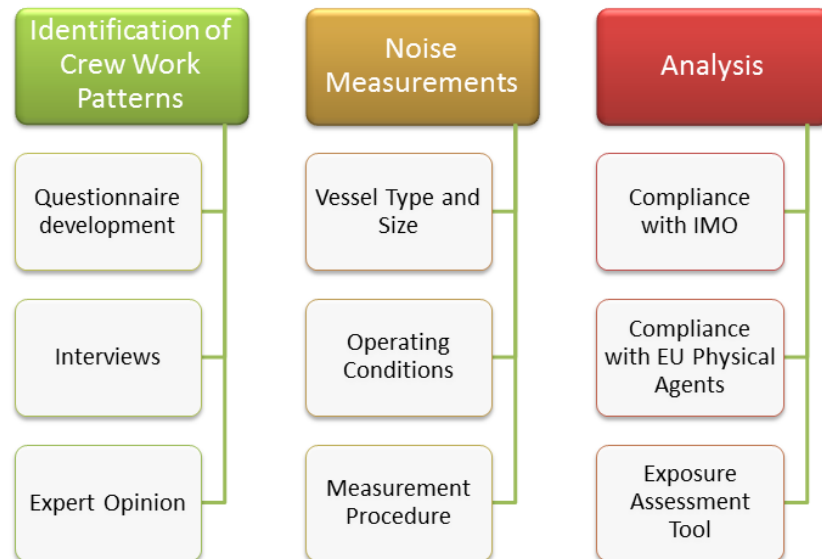 Identification of
Crew Work
Patterns
Questionnaire
development
Interviews
Expert Opinion
Noise
Measurements
Vessel Type and
Size
Operating
Conditions
Measurement
Procedure
Analysis
Compliance
with IMO
Compliance
with EU Physical
Agents
Exposure
Assessment
Tool